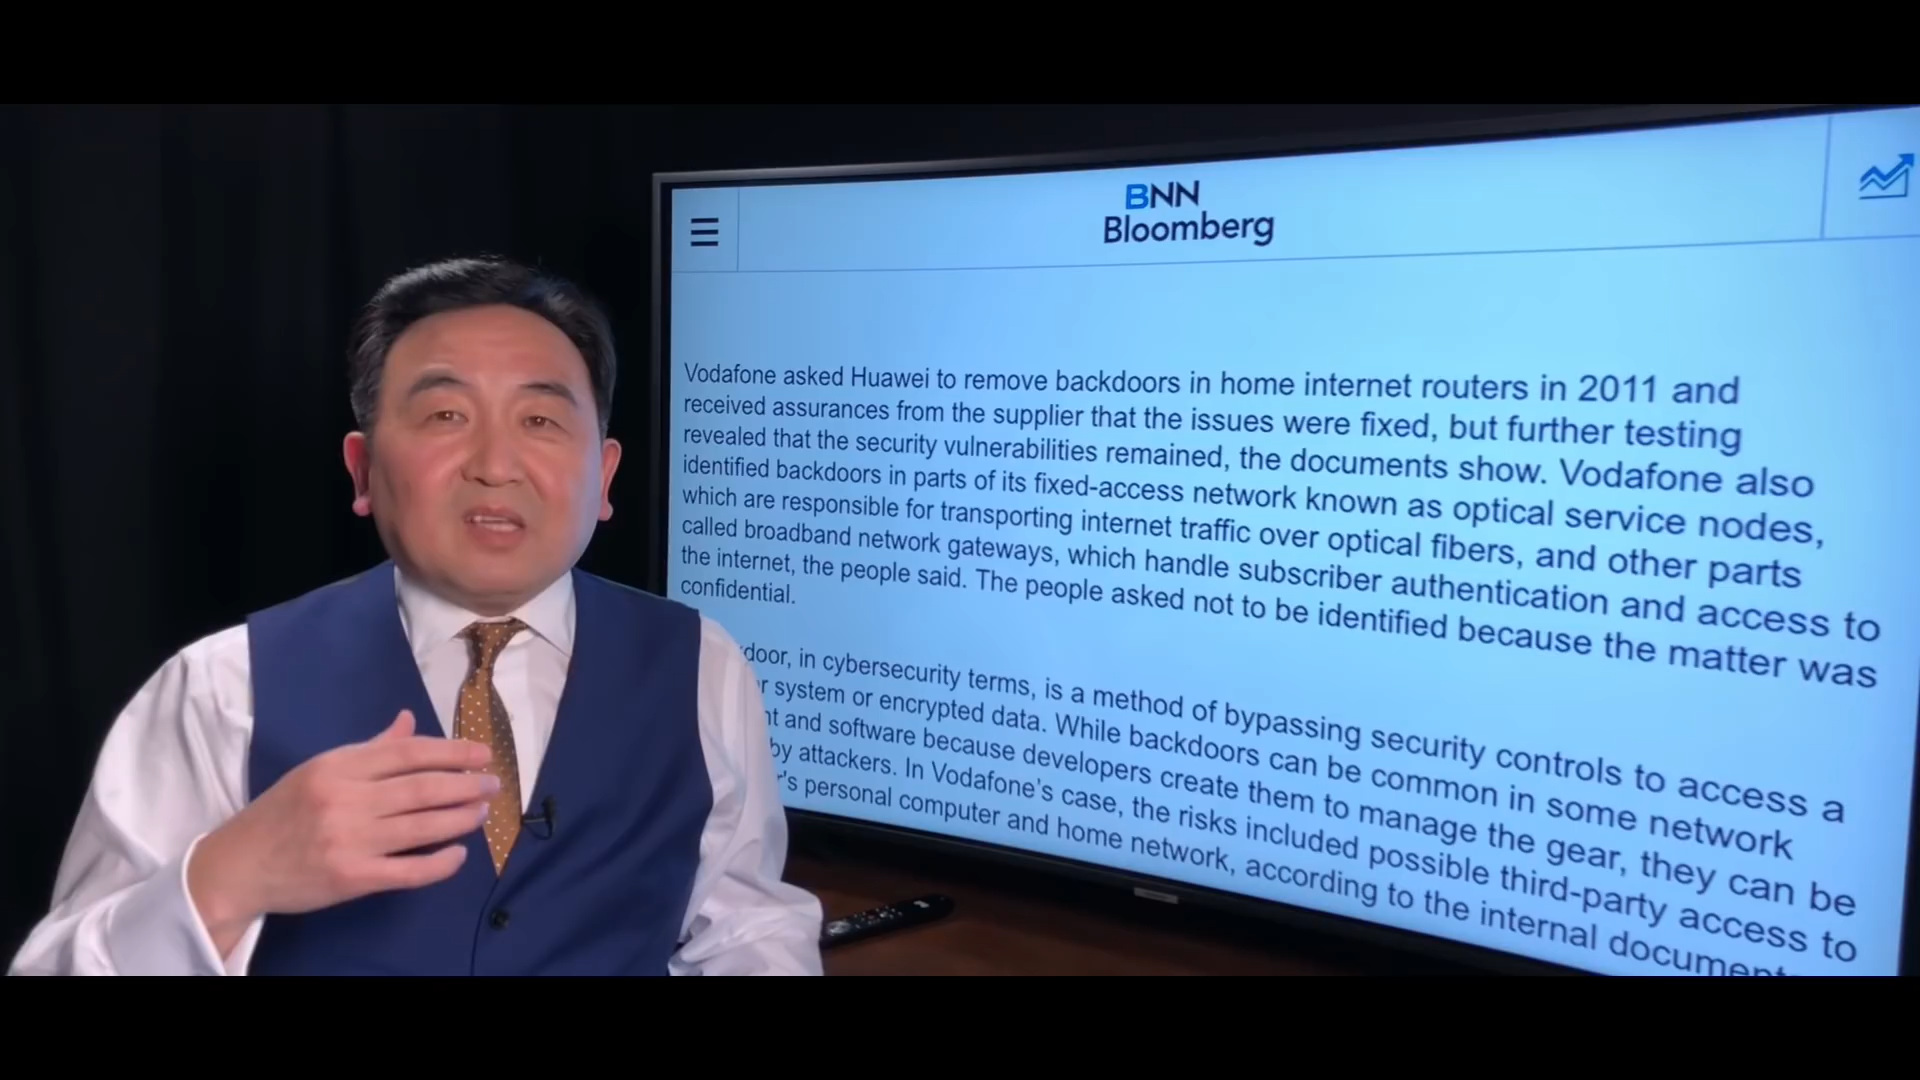 BNN
Bloomberg
Vodafone asked Huawei to remove backdoors in home internet routers in 2011 and
received assurances from the supplier that the issues were fixed, but further testing
revealed that the security vulnerabilities remained, the documents show. Vodafone also
identified backdoors in parts of its fixed-access network known as optical service nodes,
which are responsible for transporting internet traffic over optical fibers, and other parts
called broadband network gateways, which handle subscriber authentication and access to
the internet, the people said. The people asked not to be identified because the matter was
confidential.
door, in cybersecurity terms, is a method of bypassing security controls to access a
system or encrypted data. While backdoors can be common in some network
and software because developers create them to manage the gear, they can be
by attackers. In Vodafone's case, the risks included possible third-party access to
's personal computer and home network, according to the internal document